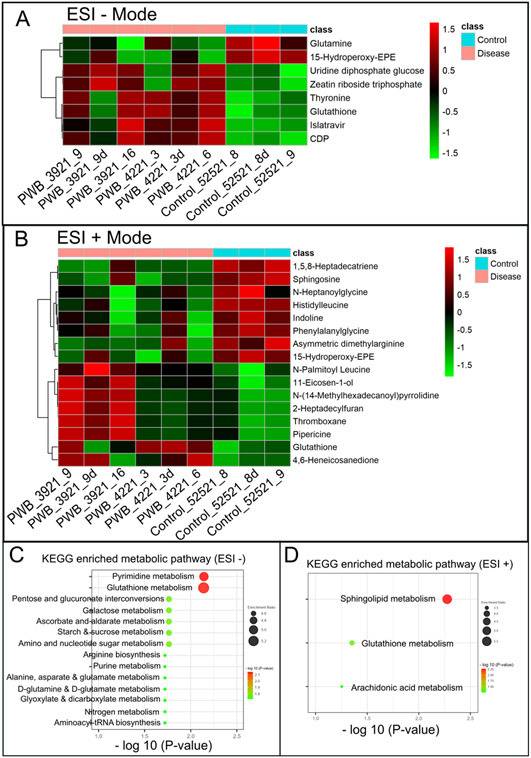 A
ESI - Mode
class
Glutamine
15-Hydroperoxy-EPE
Uridine diphosphate glucose
Zeatin riboside triphosphate
Thyronine
Glutathione
Islatravir
CDP
PWB_3921_9
PWB_3921_9d
PWB_3921_16
PWB_4221_3
PWB_4221_3d
PWB_4221_6
Control_52521_8
Control_52521_8d
Control_52521_9
1.5
1
0.5
0
-0.5
-1
-1.5
class
Control
Disease
B
ESI + Mode
class
1,5,8-Heptadecatriene
Sphingosine
N-Heptanoylglycine
Histidylleucine
Indoline
Phenylalanylglycine
Asymmetric dimethylarginine
15-Hydroperoxy-EPE
N-Palmitoyl Leucine
11-Eicosen-1-ol
N-(14-Methylhexadecanoyl)pyrrolidine
2-Heptadecylfuran
Thromboxane
Pipericine
Glutathione
4,6-Heneicosanedione
PWB_3921_9
PWB_3921_9d
PWB_3921_16
PWB_4221_3
PWB_4221_3d
PWB_4221_6
Control_52521_8
Control_52521_8d
Control_52521_9
1.5
1
0.5
0
-0.5
-1
-1.5
class
Control
Disease
C
KEGG enriched metabolic pathway (ESI -)
Pyrimidine metabolism
Glutathione metabolism
Pentose and glucuronate interconversions
Galactose metabolism
Ascorbate and aldarate metabolism
Starch & sucrose metabolism
Amino and nucleotide sugar metabolism
Arginine biosynthesis
Purine metabolism
Alanine, asparate & glutamate metabolism
D-glutamine & D-glutamate metabolism
Glyoxylate & dicarboxylate metabolism
Nitrogen metabolism
Aminoacyl-tRNA biosynthesis
1.0
1.5
2.0
2.5
- log 10 (P-value)
Enrichment Ratio
- log 10 (P-value)
D
KEGG enriched metabolic pathway (ESI +)
Sphingolipid metabolism
Glutathione metabolism
Arachidonic acid metabolism
1.0
1.5
2.0
2.5
- log 10 (P-value)
Enrichment Ratio
- log 10 (P-value)